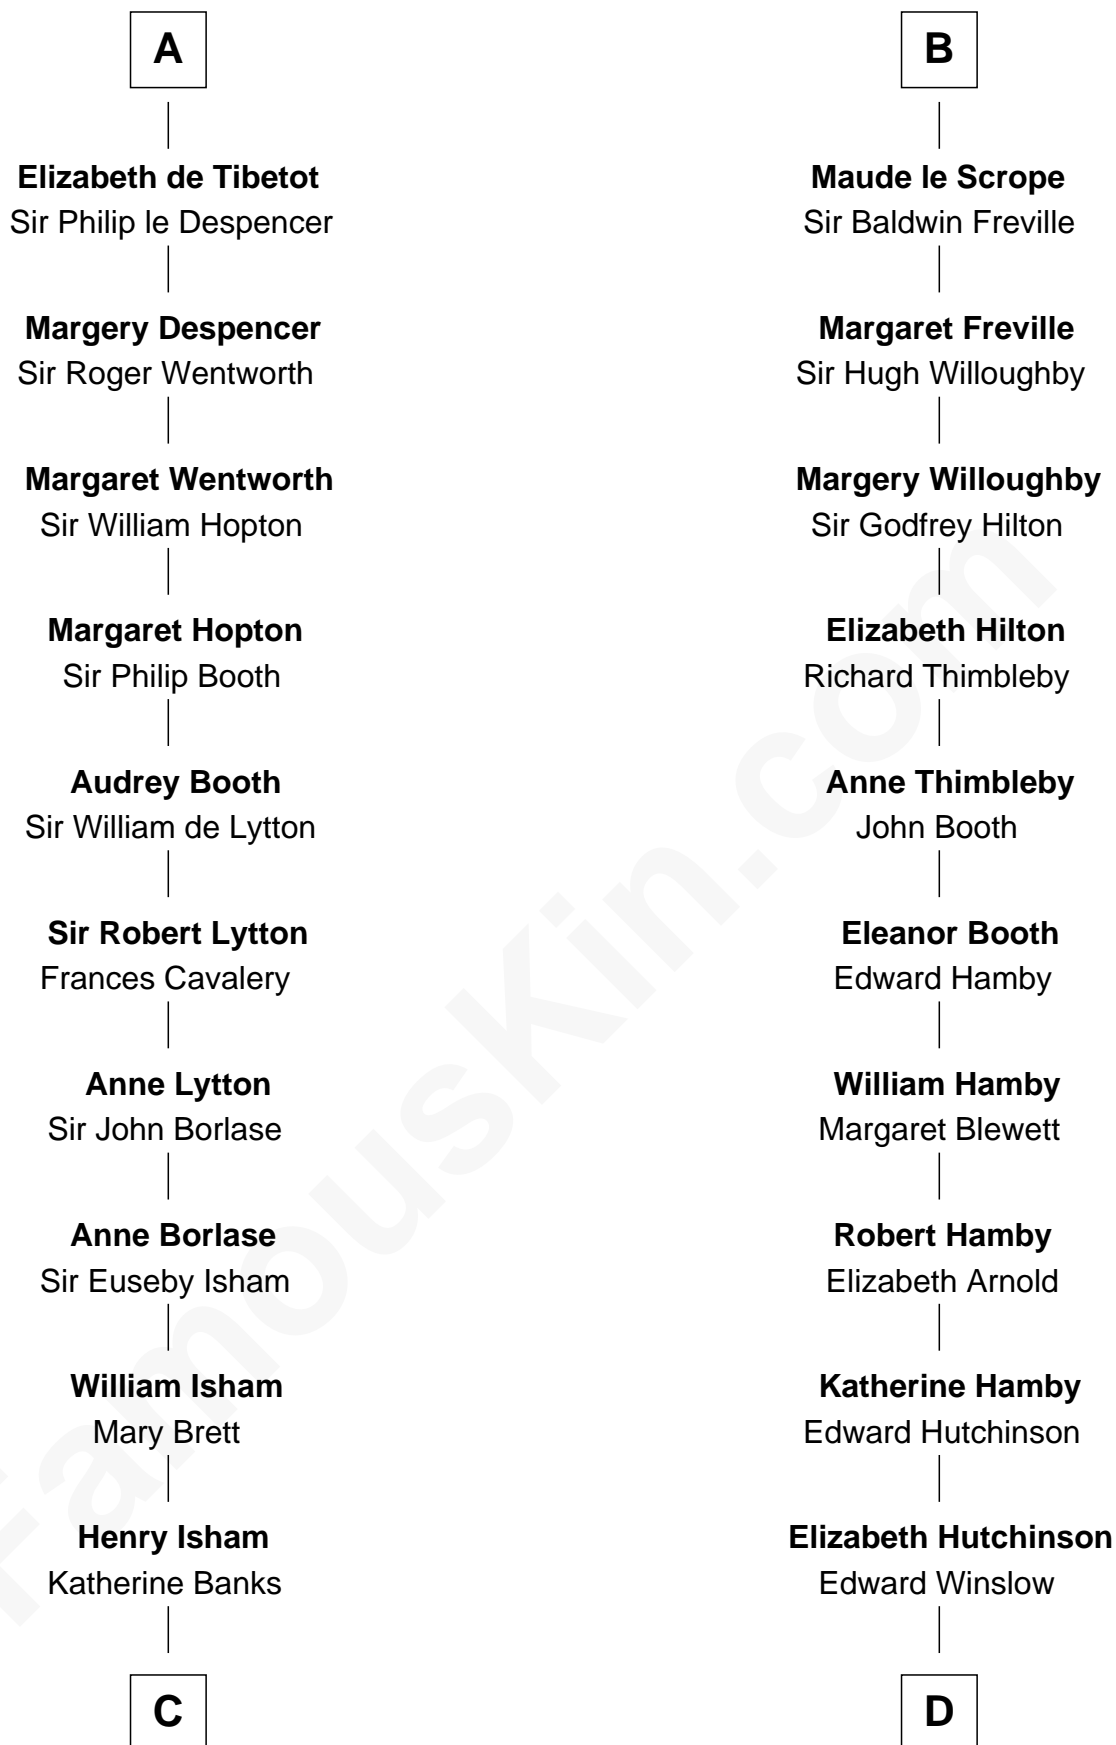 A
Elizabeth de Tibetot
Sir Philip le Despencer
Margery Despencer
Sir Roger Wentworth
Margaret Wentworth
Sir William Hopton
Margaret Hopton
Sir Philip Booth
Audrey Booth
Sir William de Lytton
Sir Robert Lytton
Frances Cavalery
Anne Lytton
Sir John Borlase
Anne Borlase
Sir Euseby Isham
William Isham
Mary Brett
Henry Isham
Katherine Banks
C
B
Maude le Scrope
Sir Baldwin Freville
Margaret Freville
Sir Hugh Willoughby
Margery Willoughby
Sir Godfrey Hilton
Elizabeth Hilton
Richard Thimbleby
Anne Thimbleby
John Booth
Eleanor Booth
Edward Hamby
William Hamby
Margaret Blewett
Robert Hamby
Elizabeth Arnold
Katherine Hamby
Edward Hutchinson
Elizabeth Hutchinson
Edward Winslow
D
FamousKin.com